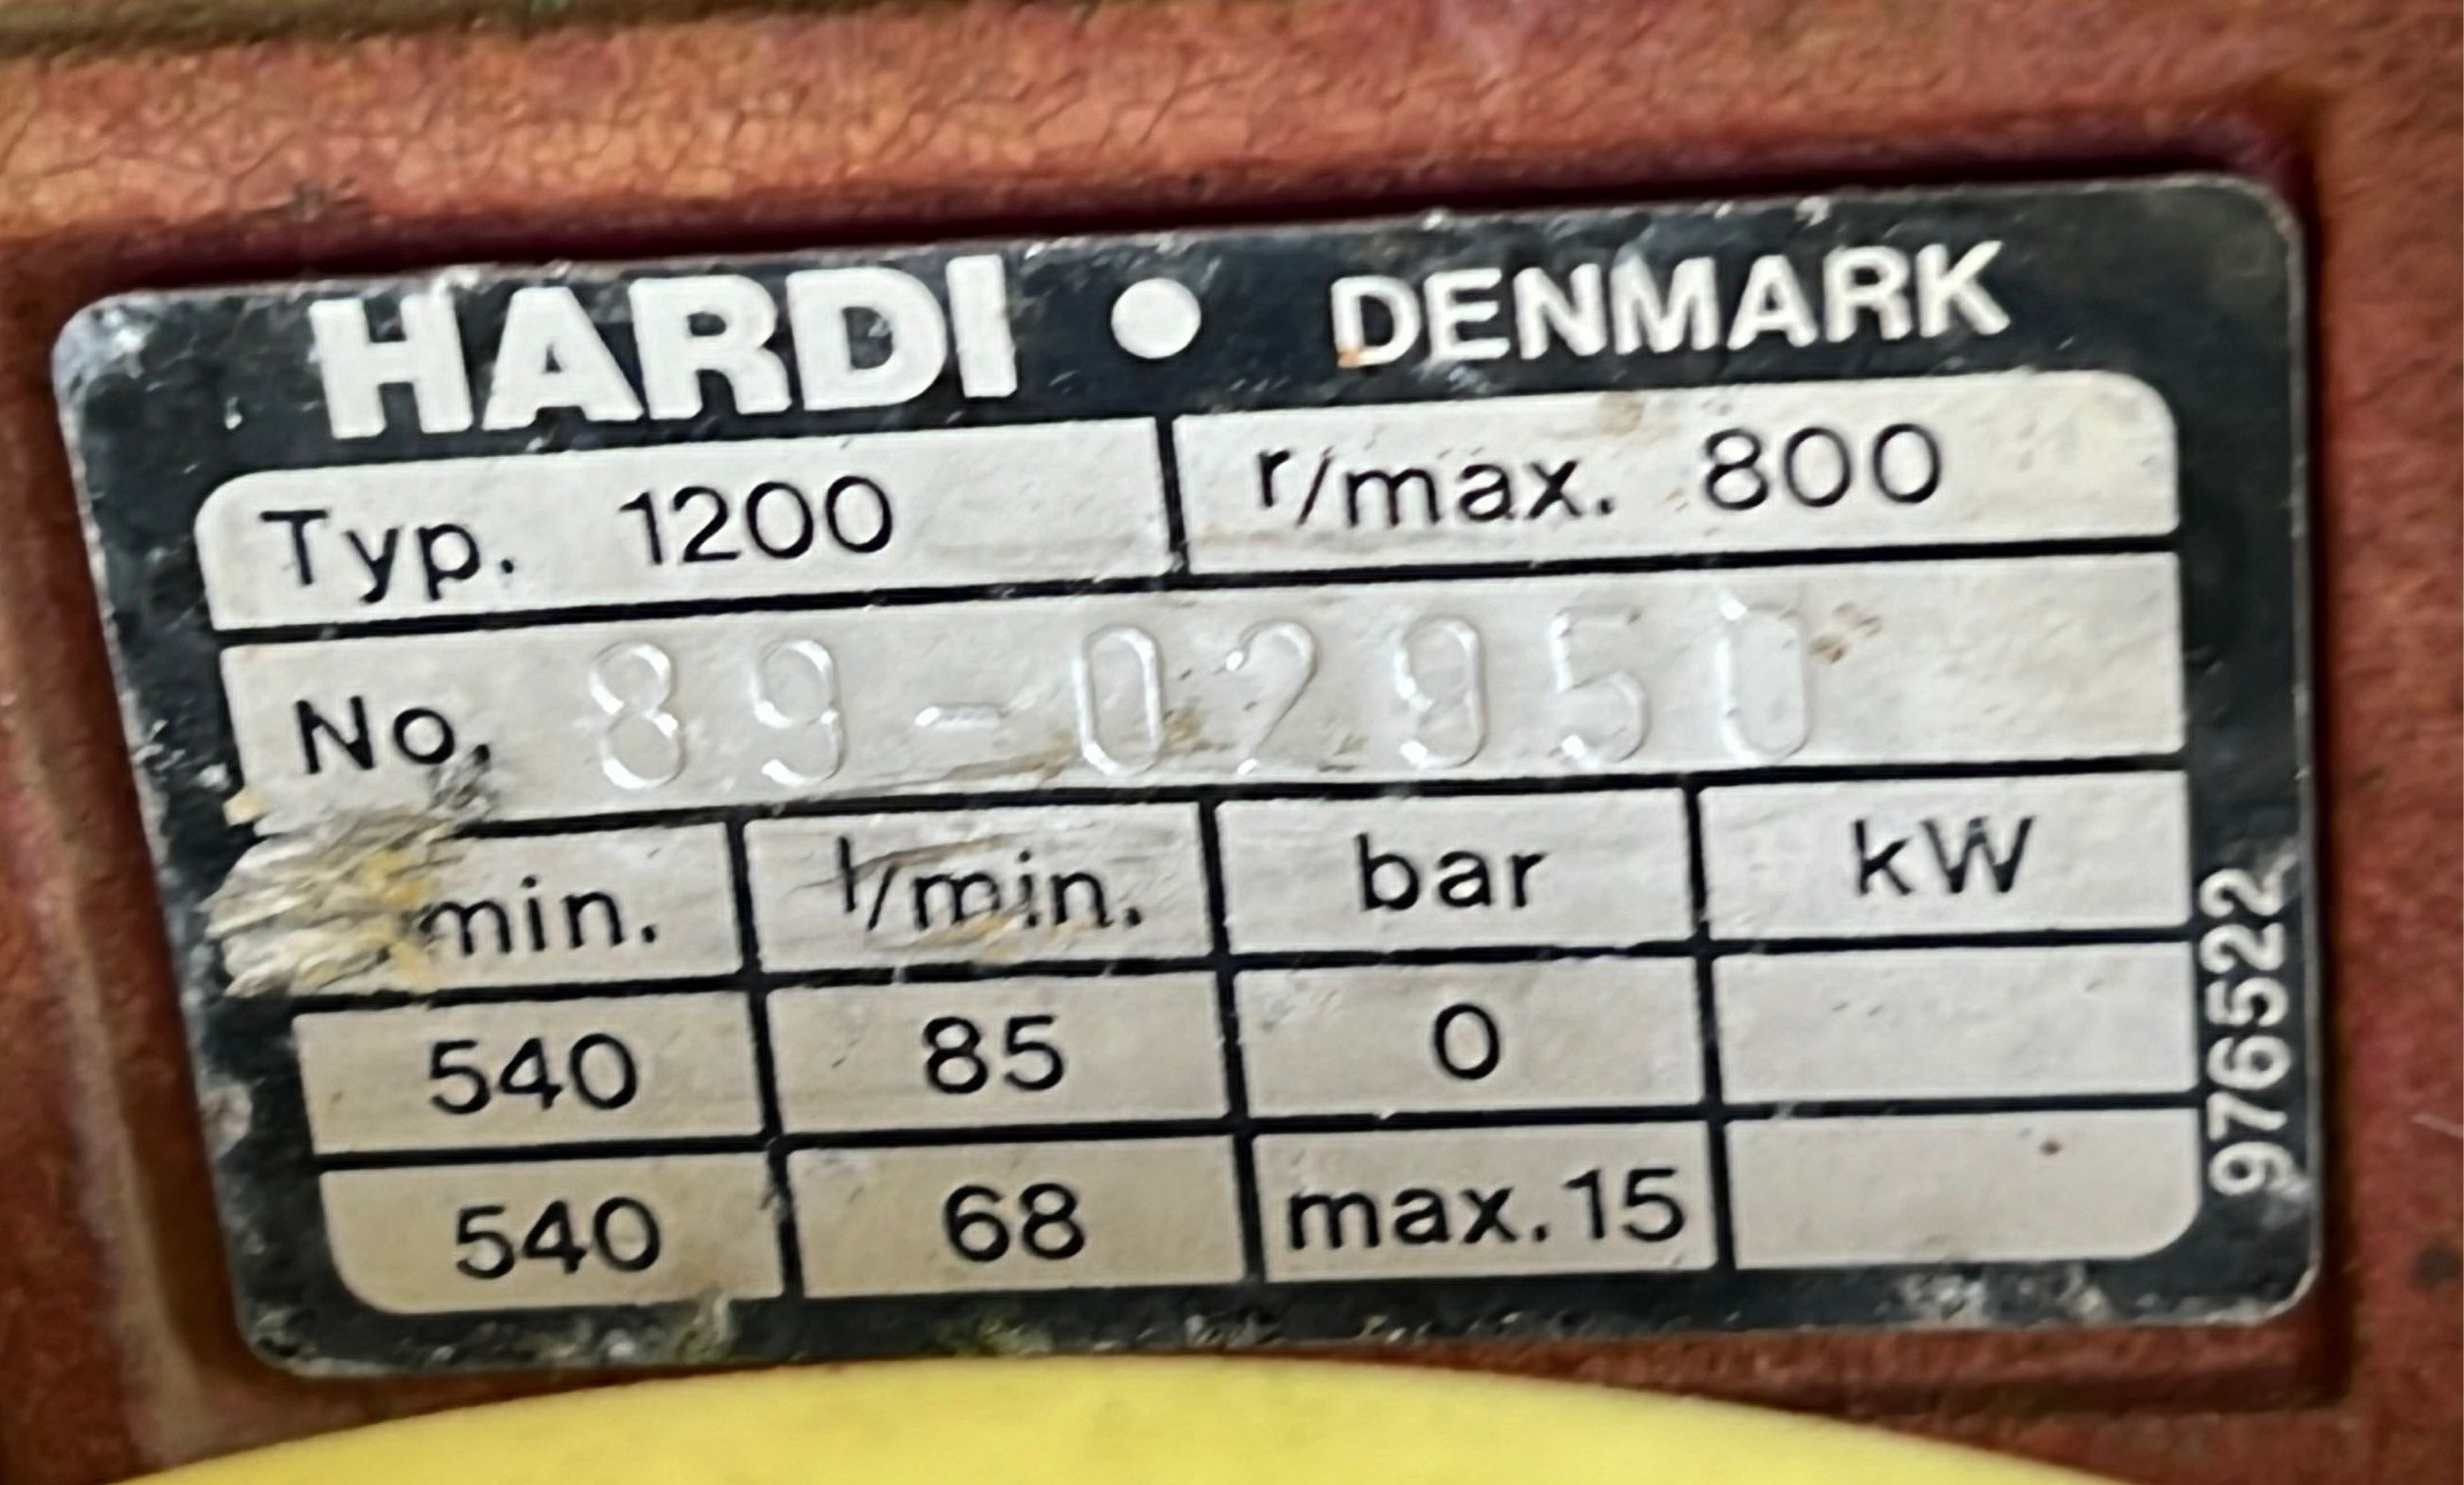 HARDI • DENMARK
Typ. 1200 r/max. 800
No. 89-02950
min. l/min. bar kW
540 85 0
540 68 max. 15
976522